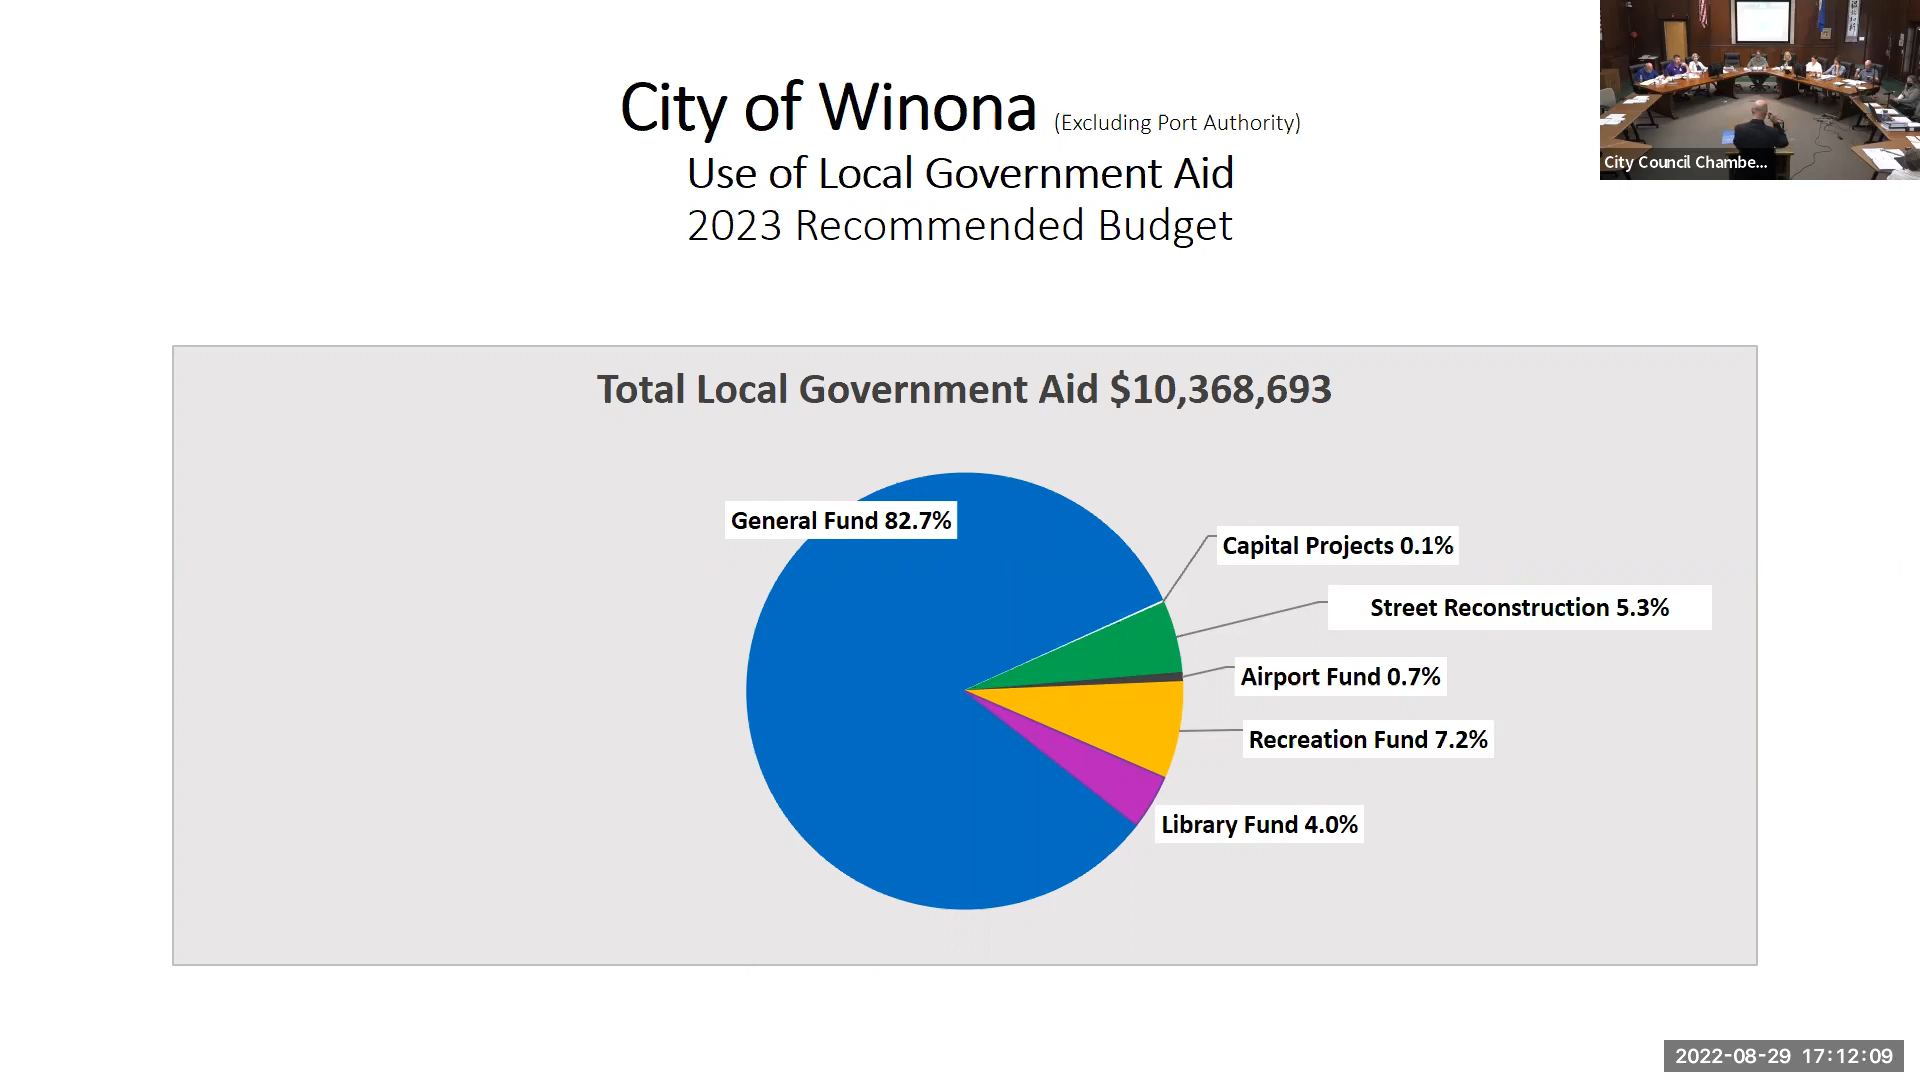 City of Winona (Excluding Port Authority)
Use of Local Government Aid
2023 Recommended Budget
City Council Chambe...
Total Local Government Aid $10,368,693
General Fund 82.7%
Capital Projects 0.1%
Street Reconstruction 5.3%
Airport Fund 0.7%
Recreation Fund 7.2%
Library Fund 4.0%
2022-08-29 17:12:09